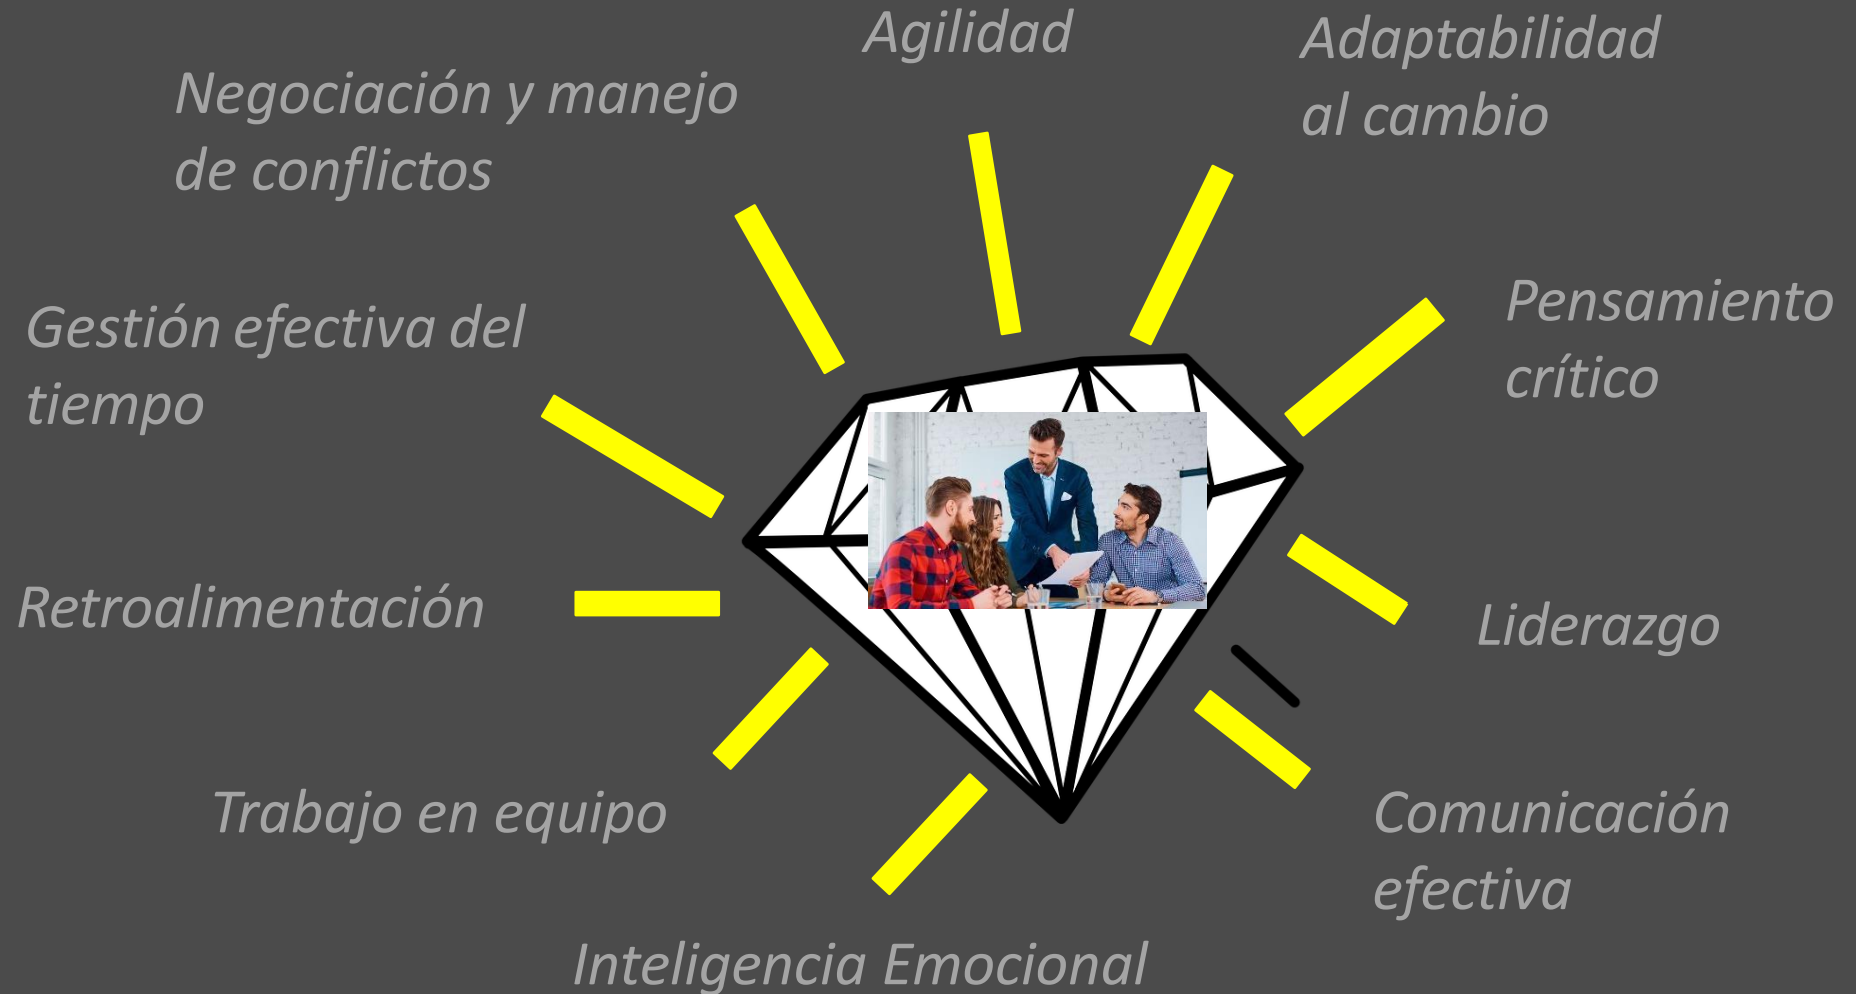 Agilidad
Adaptabilidad
al cambio
Negociación y manejo
de conflictos
Pensamiento
crítico
Gestión efectiva del
tiempo
Retroalimentación
Liderazgo
Trabajo en equipo
Comunicación
efectiva
Inteligencia Emocional